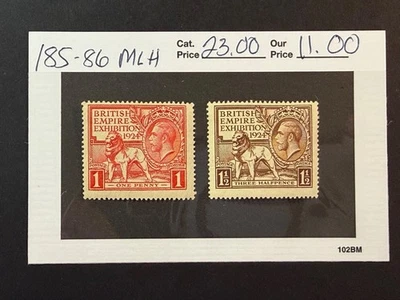 185-86 MLH
Cat. Price 23.00 Our Price 11.00
BRITISH
EMPIRE
EXHIBITION
1924
1 ONE PENNY 1
BRITISH
EMPIRE
EXHIBITION
1924
1½ THREE HALFPENCE 1½
102BM